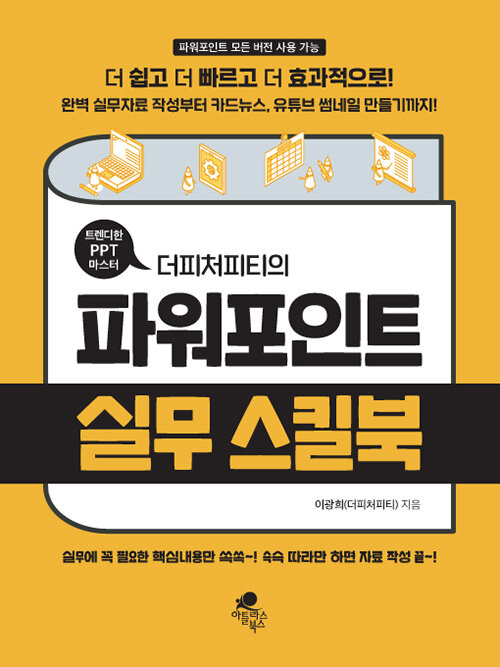 파워포인트 모든 버전 사용 가능
더 쉽고 더 빠르고 더 효과적으로!
완벽 실무자료 작성부터 카드뉴스, 유튜브 썸네일 만들기까지!
트렌디한
PPT
마스터
더피처피티의
파워포인트
실무 스킬북
이광희(더피처피티) 지음
실무에 꼭 필요한 핵심내용만 쏙쏙~! 슥슥 따라만 하면 자료 작성 끝~!
아틀라스
북스